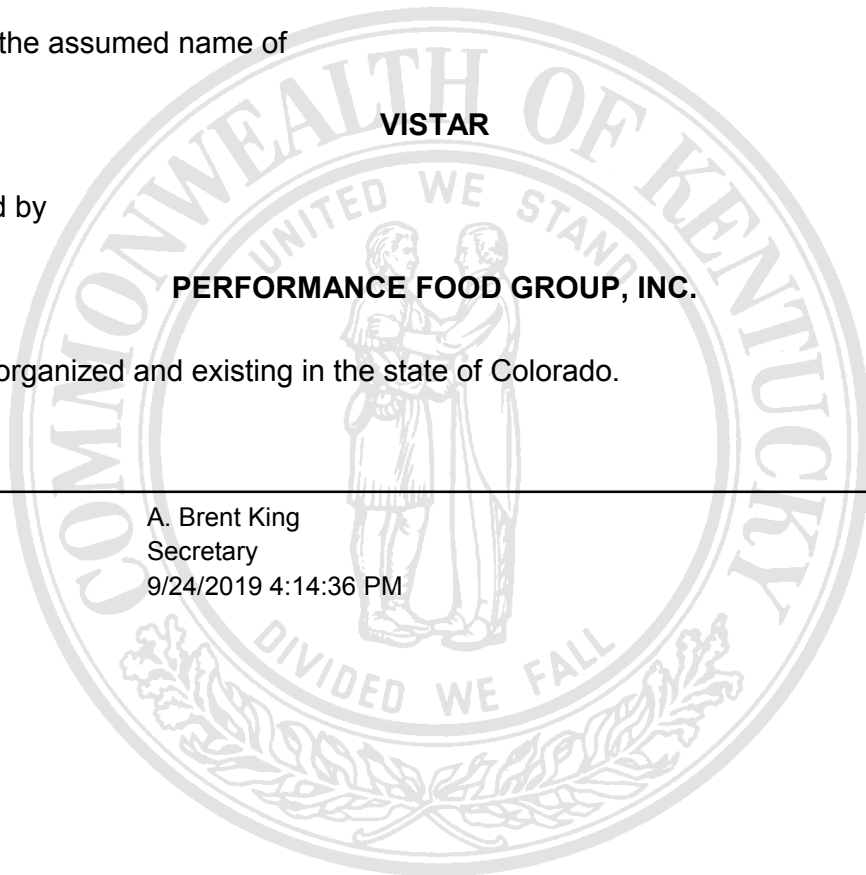 the assumed name of
VISTAR
d by
PERFORMANCE FOOD GROUP, INC.
organized and existing in the state of Colorado.
A. Brent King
Secretary
9/24/2019 4:14:36 PM
COMMONWEALTH OF KENTUCKY
UNITED WE STAND
DIVIDED WE FALL